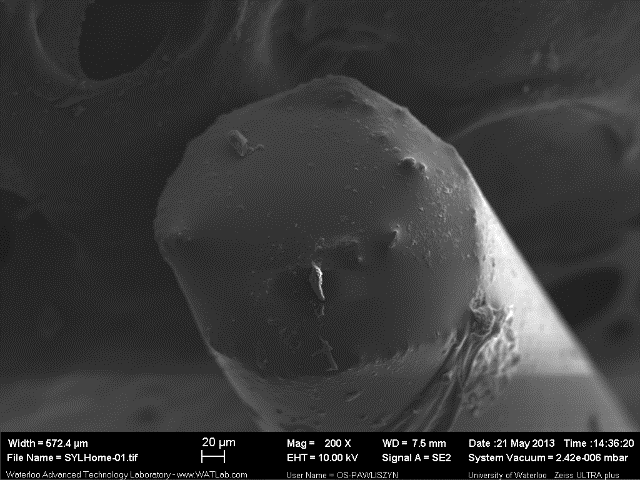 Width = 572.4 µm 20 µm Mag = 200 X WD = 7.5 mm Date :21 May 2013 Time :14:36:20
File Name = SYLHome-01.tif EHT = 10.00 kV Signal A = SE2 System Vacuum = 2.42e-006 mbar
Waterloo Advanced Technology Laboratory - www.WATLab.com User Name = OS-PAWLISZYN University of Waterloo Zeiss ULTRA plus